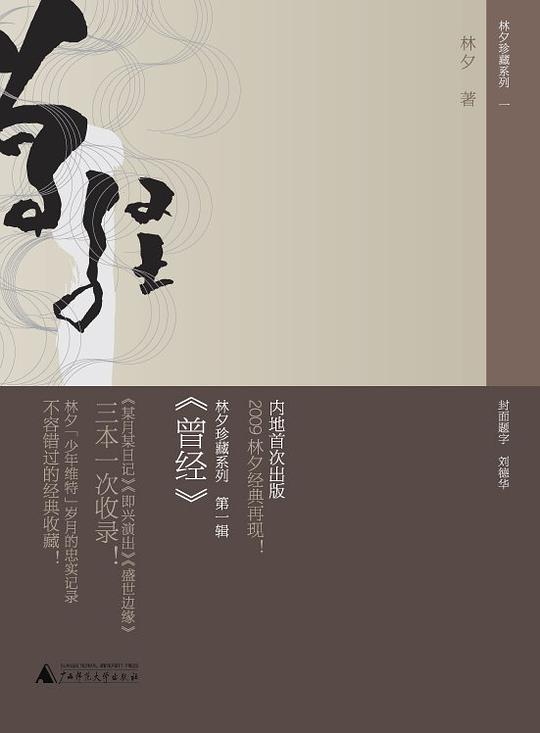 林夕珍藏系列 一
林夕 著
曾经
封面题字 刘德华
内地首次出版
2009 林夕经典再现！
林夕珍藏系列 第一辑
《曾经》
《某月某日记》《即兴演出》《盛世边缘》
三本一次收录！
林夕「少年维特」岁月的忠实记录
不容错过的经典收藏！
广西师范大学出版社